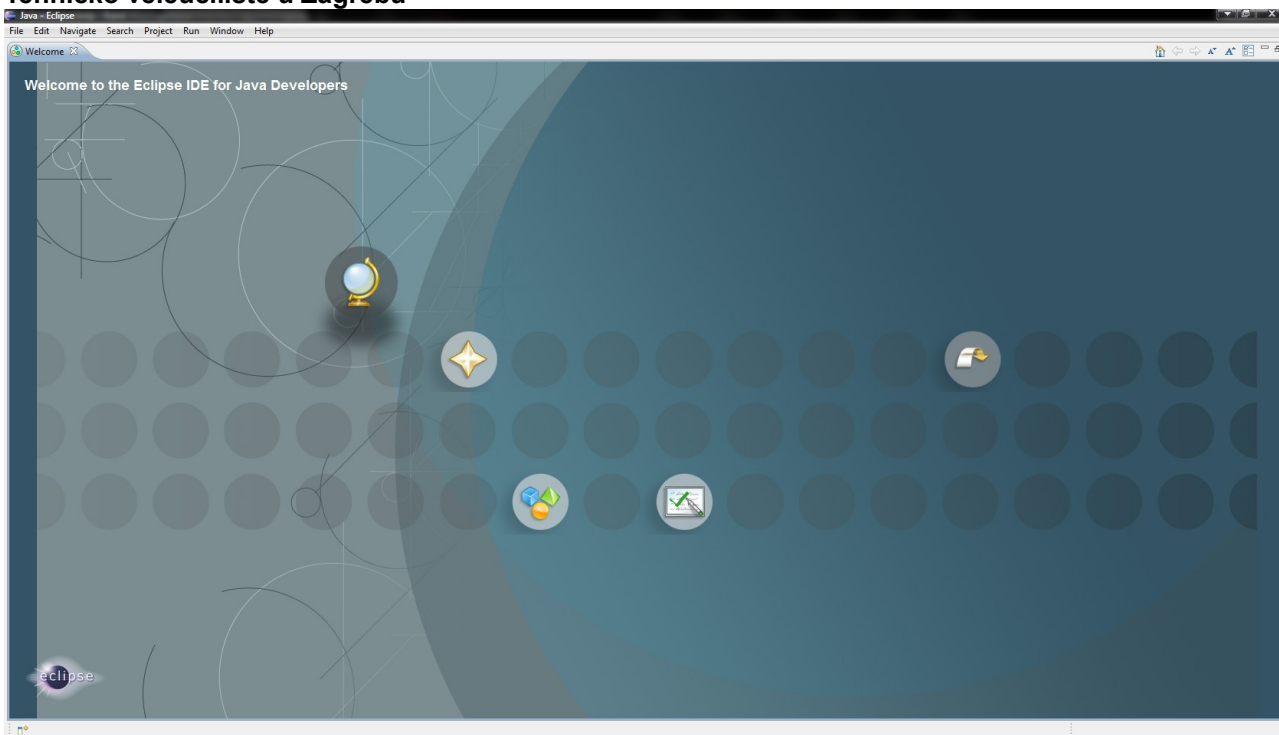 Tehničko veleučilište u Zagrebu
Java - Eclipse
File Edit Navigate Search Project Run Window Help
Welcome
Welcome to the Eclipse IDE for Java Developers
eclipse